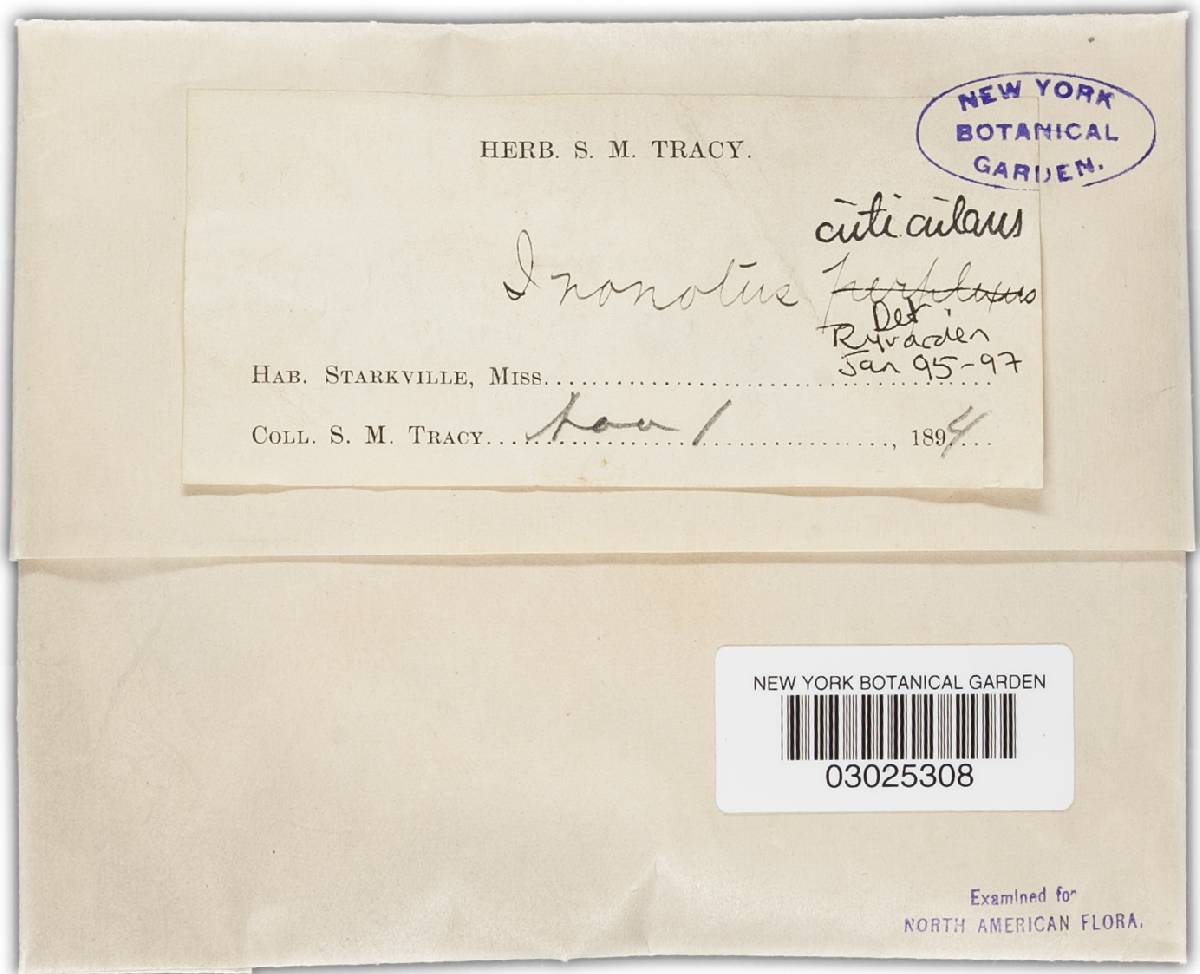 NEW YORK
BOTANICAL
GARDEN.
HERB. S. M. TRACY.
cuticularis
Inonotus perplexus
Det
Ryvarden
Jan 95-97
HAB. STARKVILLE, MISS.
COLL. S. M. TRACY. 1, 1894
NEW YORK BOTANICAL GARDEN
03025308
Examined for
NORTH AMERICAN FLORA.